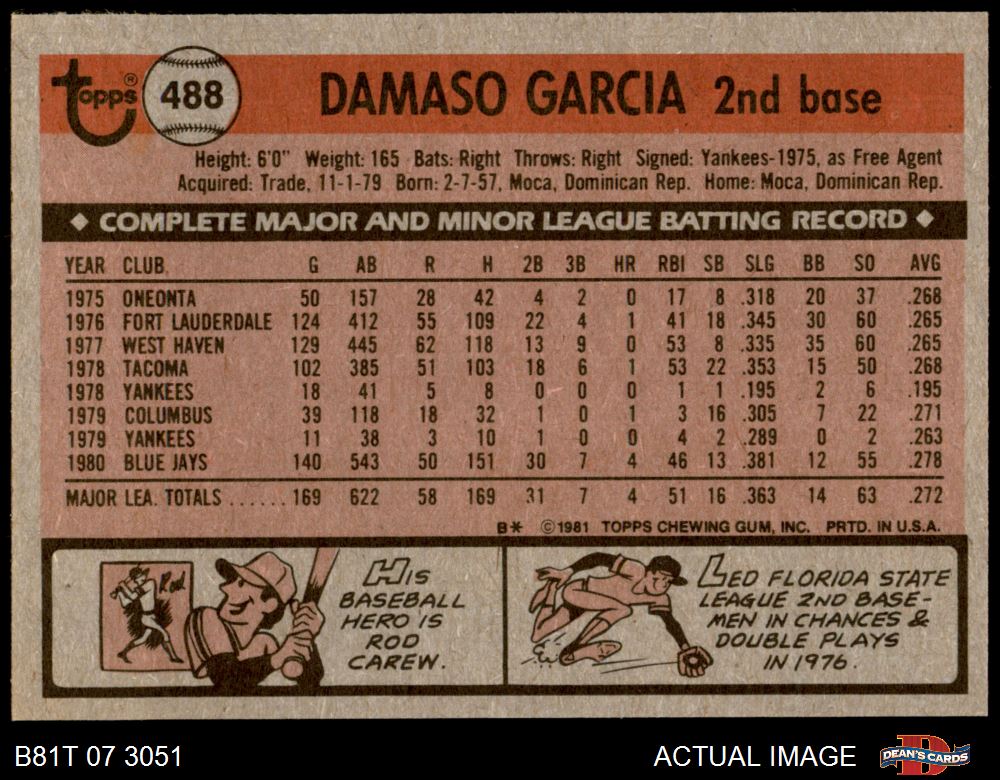 Topps ® 488 DAMASO GARCIA 2nd base
Height: 6'0" Weight: 165 Bats: Right Throws: Right Signed: Yankees-1975, as Free Agent
Acquired: Trade, 11-1-79 Born: 2-7-57, Moca, Dominican Rep. Home: Moca, Dominican Rep.
◆ COMPLETE MAJOR AND MINOR LEAGUE BATTING RECORD ◆
YEAR CLUB G AB R H 2B 3B HR RBI SB SLG BB SO AVG
1975 ONEONTA 50 157 28 42 4 2 0 17 8 .318 20 37 .268
1976 FORT LAUDERDALE 124 412 55 109 22 4 1 41 18 .345 30 60 .265
1977 WEST HAVEN 129 445 62 118 13 9 0 53 8 .335 35 60 .265
1978 TACOMA 102 385 51 103 18 6 1 53 22 .353 15 50 .268
1978 YANKEES 18 41 5 8 0 0 0 1 1 .195 2 6 .195
1979 COLUMBUS 39 118 18 32 1 0 1 3 16 .305 7 22 .271
1979 YANKEES 11 38 3 10 1 0 0 4 2 .289 0 2 .263
1980 BLUE JAYS 140 543 50 151 30 7 4 46 13 .381 12 55 .278
MAJOR LEA. TOTALS ...... 169 622 58 169 31 7 4 51 16 .363 14 63 .272
B* ©1981 TOPPS CHEWING GUM, INC. PRTD. IN U.S.A.
Rod
HIS
BASEBALL
HERO IS
ROD
CAREW.
LED FLORIDA STATE
LEAGUE 2ND BASE-
MEN IN CHANCES &
DOUBLE PLAYS
IN 1976.
B81T 07 3051 ACTUAL IMAGE DEAN'S CARDS